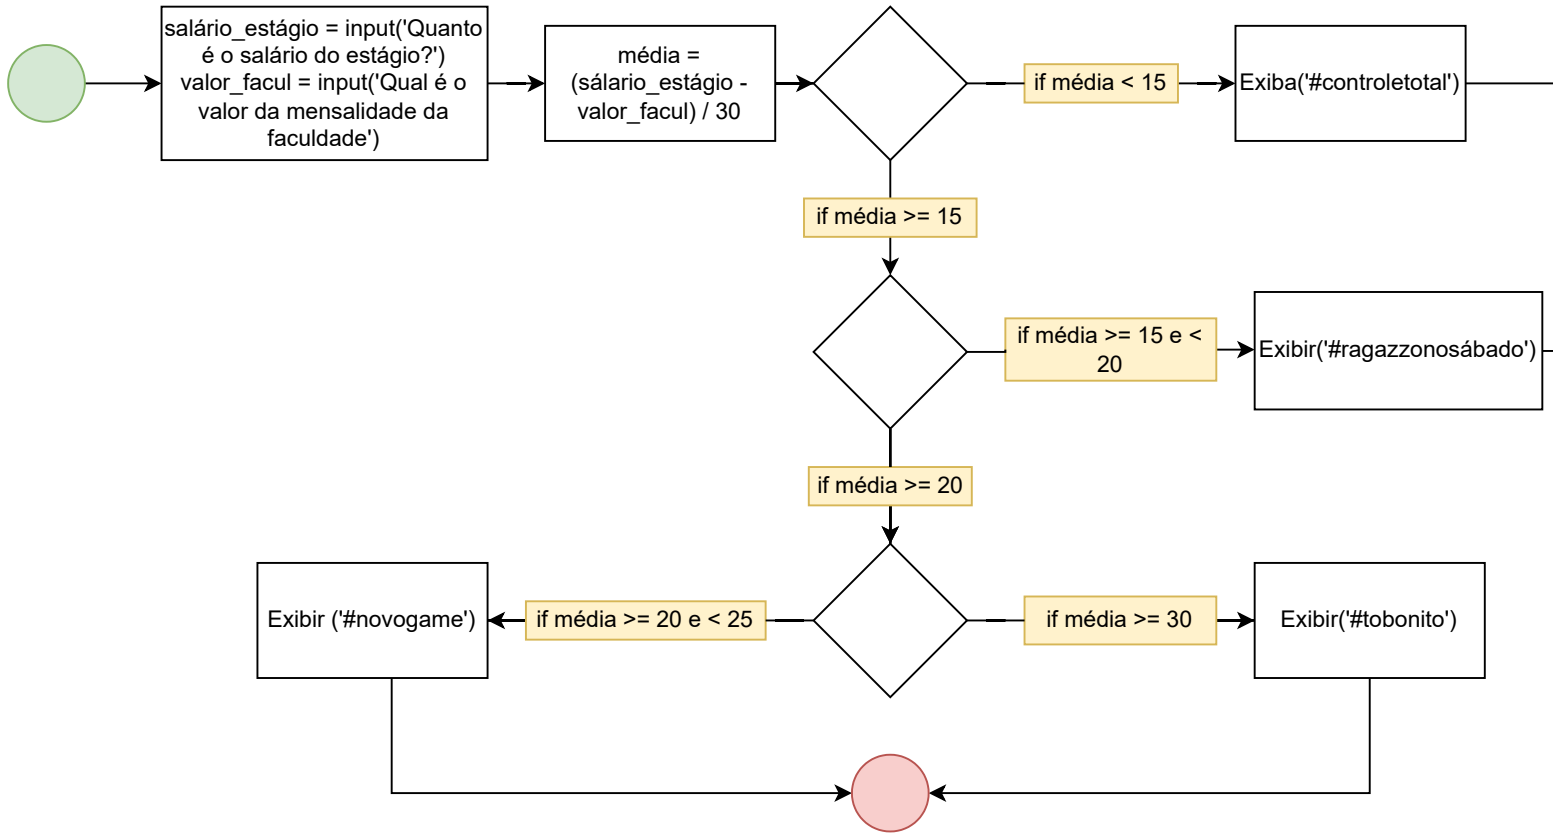 salário_estágio = input('Quanto
é o salário do estágio?')
valor_facul = input('Qual é o
valor da mensalidade da
faculdade')
média =
(sálario_estágio -
valor_facul) / 30
if média < 15
Exiba('#controletotal')
if média >= 15
if média >= 15 e <
20
Exibir('#ragazzonosábado')
if média >= 20
Exibir ('#novogame')
if média >= 20 e < 25
if média >= 30
Exibir('#tobonito')